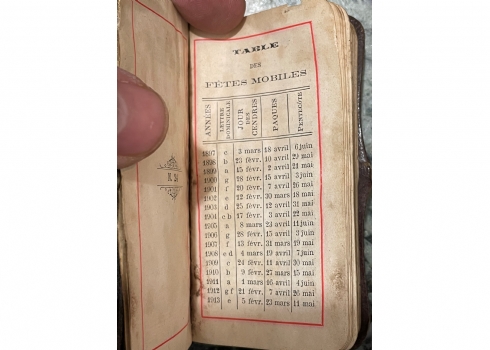 TABLE
DES
FÊTES MOBILES
ANNÉES
LETTRE
DOMINICALE
JOUR
DES
CENDRES
PAQUES
PENTECÔTE
1897 c 3 mars 18 avril 6 juin
1898 b 23 févr. 10 avril 29 mai
1899 a 15 févr. 2 avril 21 mai
1900 g 28 févr. 15 avril 3 juin
1901 f 20 févr. 7 avril 26 mai
1902 e 12 févr. 30 mars 18 mai
1903 d 25 févr. 12 avril 31 mai
1904 c b 17 févr. 3 avril 22 mai
1905 a 8 mars 23 avril 11 juin
1906 g 28 févr. 15 avril 3 juin
1907 f 13 févr. 31 mars 19 mai
1908 e d 4 mars 19 avril 7 juin
1909 c 24 févr. 11 avril 30 mai
1910 b 9 févr. 27 mars 15 mai
1911 a 1 mars 16 avril 4 juin
1912 g f 21 févr. 7 avril 26 mai
1913 e 5 févr. 23 mars 11 mai